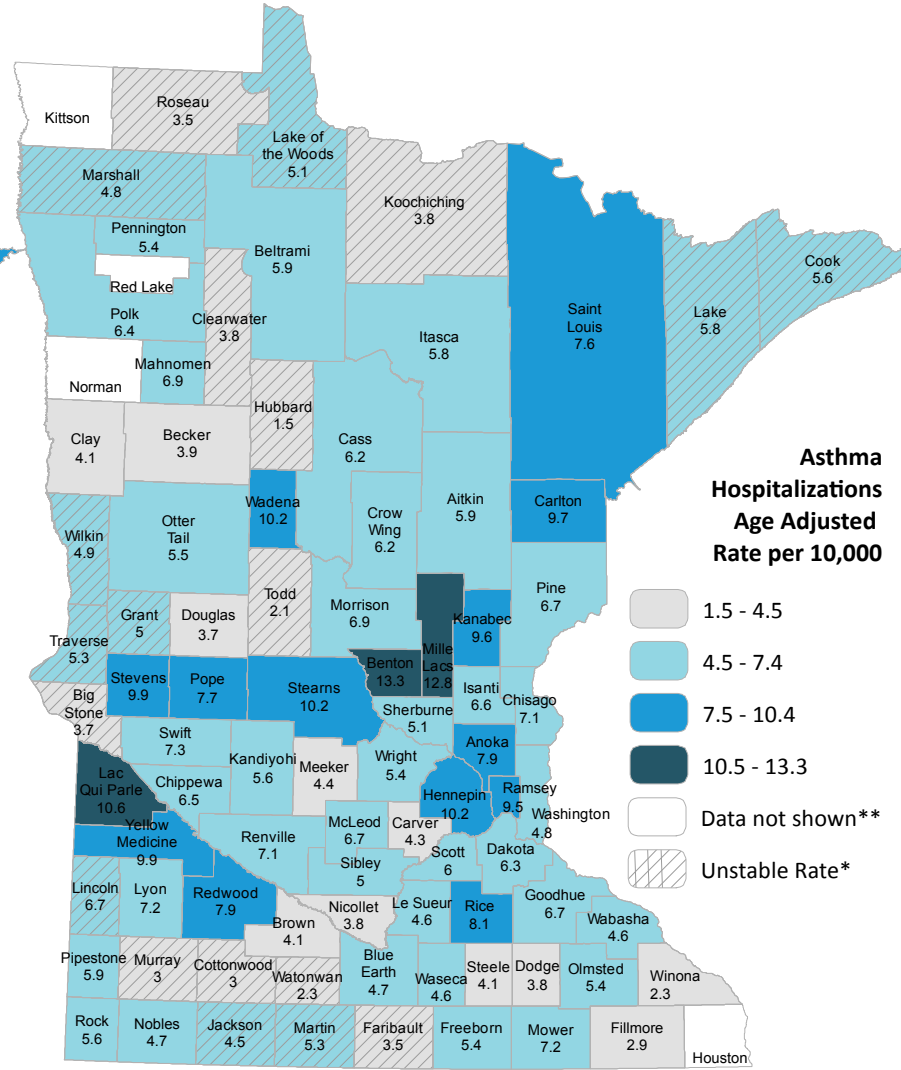 Kittson
Roseau
3.5
Lake of
the Woods
5.1
Marshall
4.8
Koochiching
3.8
Pennington
5.4
Beltrami
5.9
Cook
5.6
Red Lake
Polk
6.4
Clearwater
3.8
Saint
Louis
7.6
Lake
5.8
Itasca
5.8
Mahnomen
6.9
Norman
Hubbard
1.5
Clay
4.1
Becker
3.9
Cass
6.2
Wadena
10.2
Aitkin
5.9
Carlton
9.7
Crow
Wing
6.2
Wilkin
4.9
Otter
Tail
5.5
Pine
6.7
Todd
2.1
Morrison
6.9
Grant
5
Douglas
3.7
Kanabec
9.6
Traverse
5.3
Mille
Lacs
12.8
Benton
13.3
Stevens
9.9
Pope
7.7
Stearns
10.2
Isanti
6.6
Chisago
7.1
Big
Stone
3.7
Sherburne
5.1
Swift
7.3
Kandiyohi
5.6
Meeker
4.4
Wright
5.4
Anoka
7.9
Lac
Qui Parle
10.6
Chippewa
6.5
Hennepin
10.2
Ramsey
9.5
Washington
4.8
Yellow
Medicine
9.9
Renville
7.1
McLeod
6.7
Carver
4.3
Scott
6
Dakota
6.3
Sibley
5
Lincoln
6.7
Lyon
7.2
Redwood
7.9
Nicollet
3.8
Le Sueur
4.6
Rice
8.1
Goodhue
6.7
Wabasha
4.6
Brown
4.1
Pipestone
5.9
Murray
3
Cottonwood
3
Watonwan
2.3
Blue
Earth
4.7
Waseca
4.6
Steele
4.1
Dodge
3.8
Olmsted
5.4
Winona
2.3
Rock
5.6
Nobles
4.7
Jackson
4.5
Martin
5.3
Faribault
3.5
Freeborn
5.4
Mower
7.2
Fillmore
2.9
Houston
Asthma
Hospitalizations
Age Adjusted
Rate per 10,000
1.5 - 4.5
4.5 - 7.4
7.5 - 10.4
10.5 - 13.3
Data not shown**
Unstable Rate*